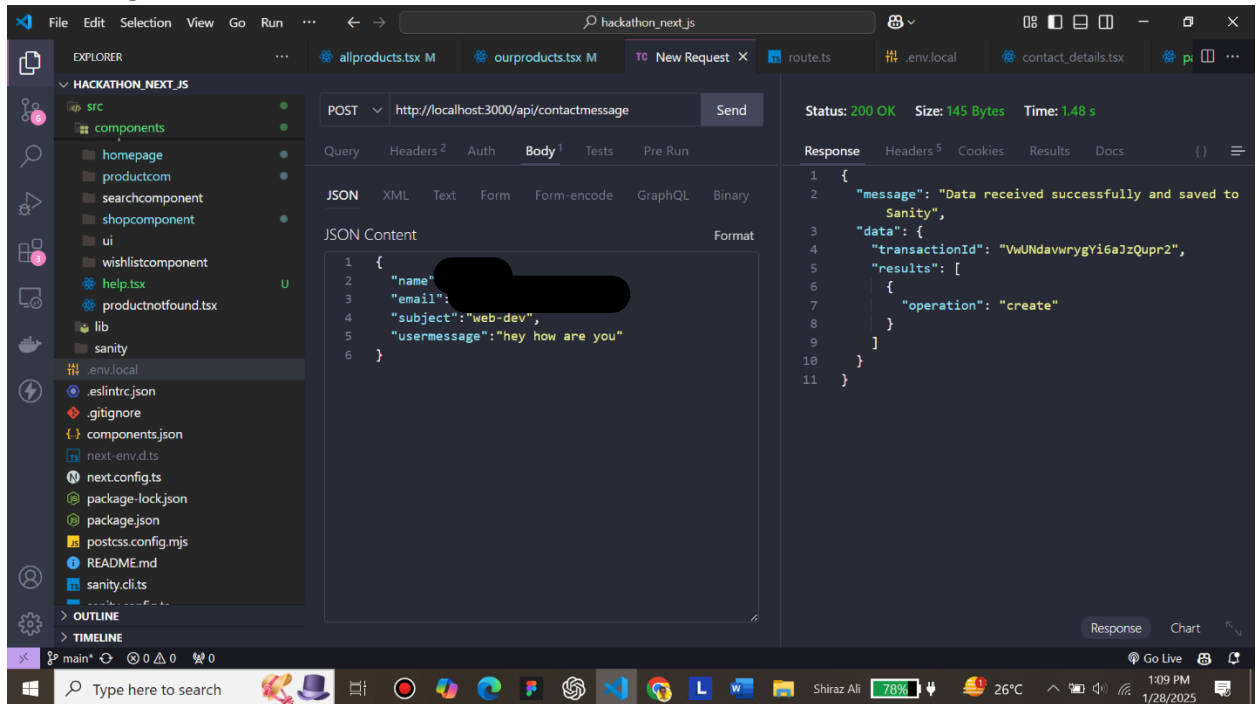 File Edit Selection View Go Run ··· hackathon_next_js
EXPLORER ···
HACKATHON_NEXT_JS
src
components
homepage
productcom
searchcomponent
shopcomponent
ui
wishlistcomponent
help.tsx U
productnotfound.tsx
lib
sanity
.env.local
.eslintrc.json
.gitignore
components.json
next-env.d.ts
next.config.ts
package-lock.json
package.json
postcss.config.mjs
README.md
sanity.cli.ts
OUTLINE
TIMELINE
allproducts.tsx M ourproducts.tsx M TC New Request route.ts .env.local contact_details.tsx
POST http://localhost:3000/api/contactmessage Send
Query Headers 2 Auth Body 1 Tests Pre Run
JSON XML Text Form Form-encode GraphQL Binary
JSON Content Format
1 {
2 "name"
3 "email":
4 "subject":"web-dev",
5 "usermessage":"hey how are you"
6 }
Status: 200 OK Size: 145 Bytes Time: 1.48 s
Response Headers 5 Cookies Results Docs {}
1 {
2 "message": "Data received successfully and saved to
Sanity",
3 "data": {
4 "transactionId": "VwUNdavwrygYi6aJzQupr2",
5 "results": [
6 {
7 "operation": "create"
8 }
9 ]
10 }
11 }
Response Chart
main* 0 0 0 Go Live
Type here to search Shiraz Ali 78% 26°C 1:09 PM
1/28/2025